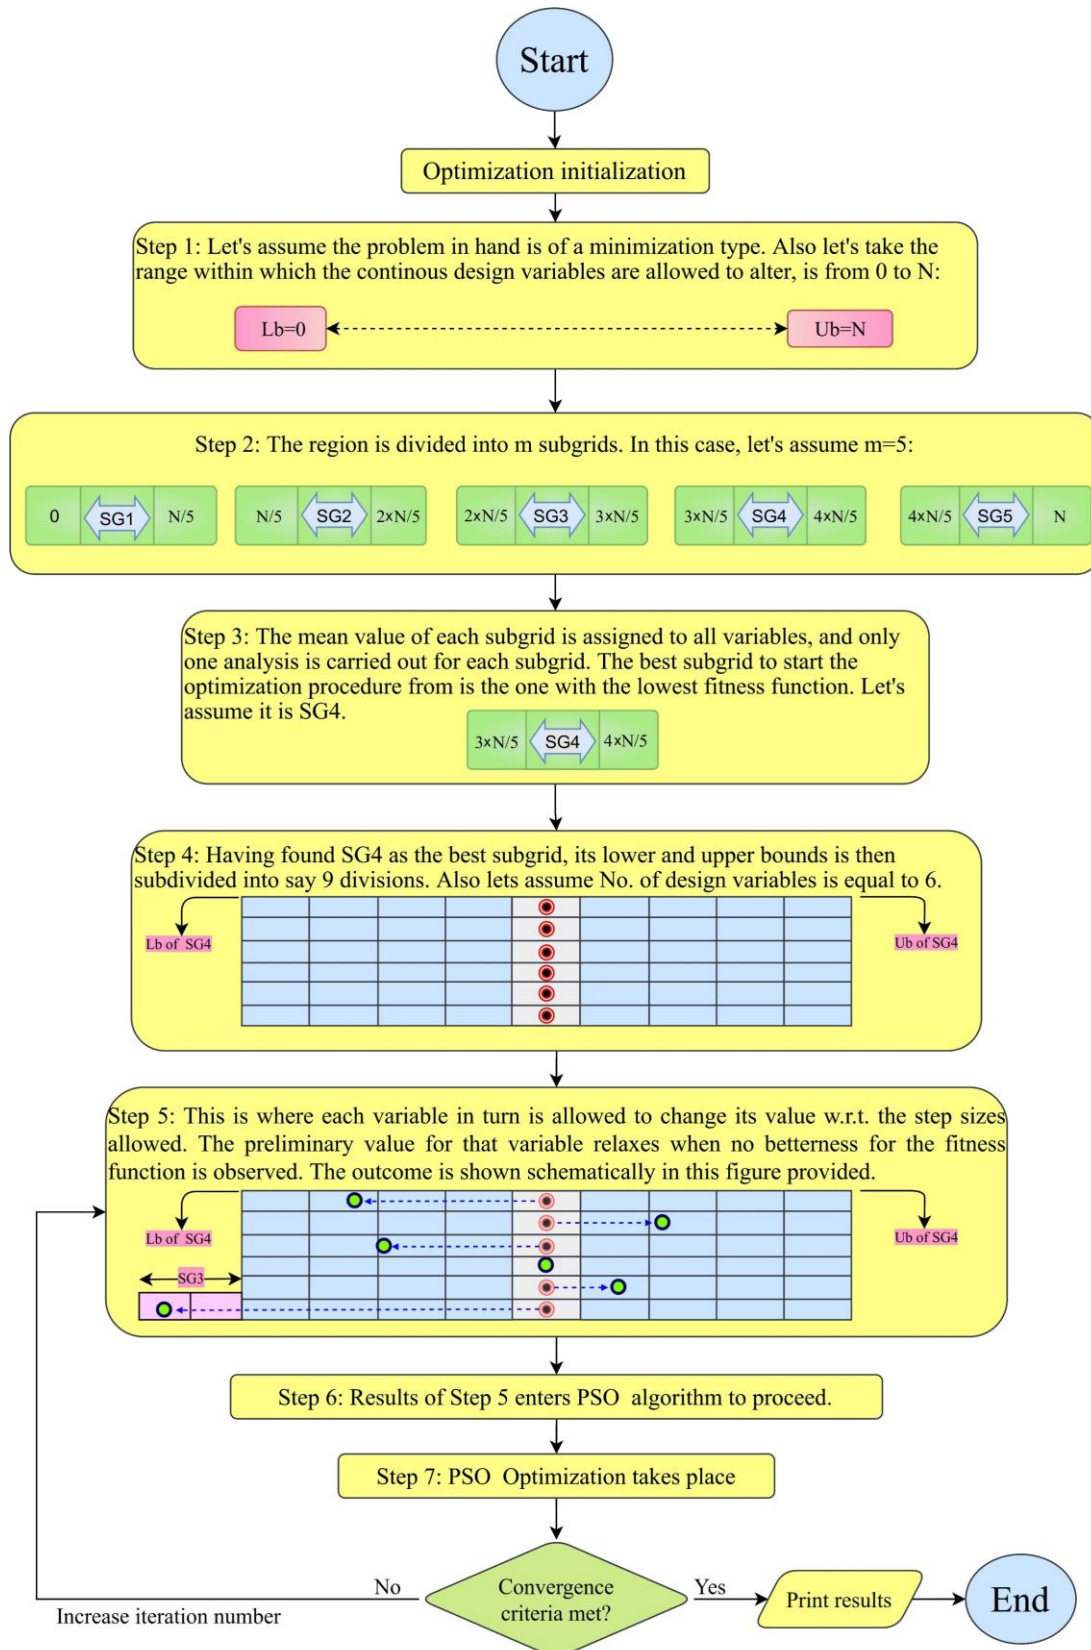 Start
Optimization initialization
Step 1: Let's assume the problem in hand is of a minimization type. Also let's take the
range within which the continous design variables are allowed to alter, is from 0 to N:
Lb=0
Ub=N
Step 2: The region is divided into m subgrids. In this case, let's assume m=5:
0 SG1 N/5
N/5 SG2 2×N/5
2×N/5 SG3 3×N/5
3×N/5 SG4 4×N/5
4×N/5 SG5 N
Step 3: The mean value of each subgrid is assigned to all variables, and only
one analysis is carried out for each subgrid. The best subgrid to start the
optimization procedure from is the one with the lowest fitness function. Let's
assume it is SG4.
3×N/5 SG4 4×N/5
Step 4: Having found SG4 as the best subgrid, its lower and upper bounds is then
subdivided into say 9 divisions. Also lets assume No. of design variables is equal to 6.
Lb of SG4
Ub of SG4
Step 5: This is where each variable in turn is allowed to change its value w.r.t. the step sizes
allowed. The preliminary value for that variable relaxes when no betterness for the fitness
function is observed. The outcome is shown schematically in this figure provided.
Lb of SG4
Ub of SG4
SG3
Step 6: Results of Step 5 enters PSO algorithm to proceed.
Step 7: PSO Optimization takes place
Convergence
criteria met?
No
Yes
Increase iteration number
Print results
End